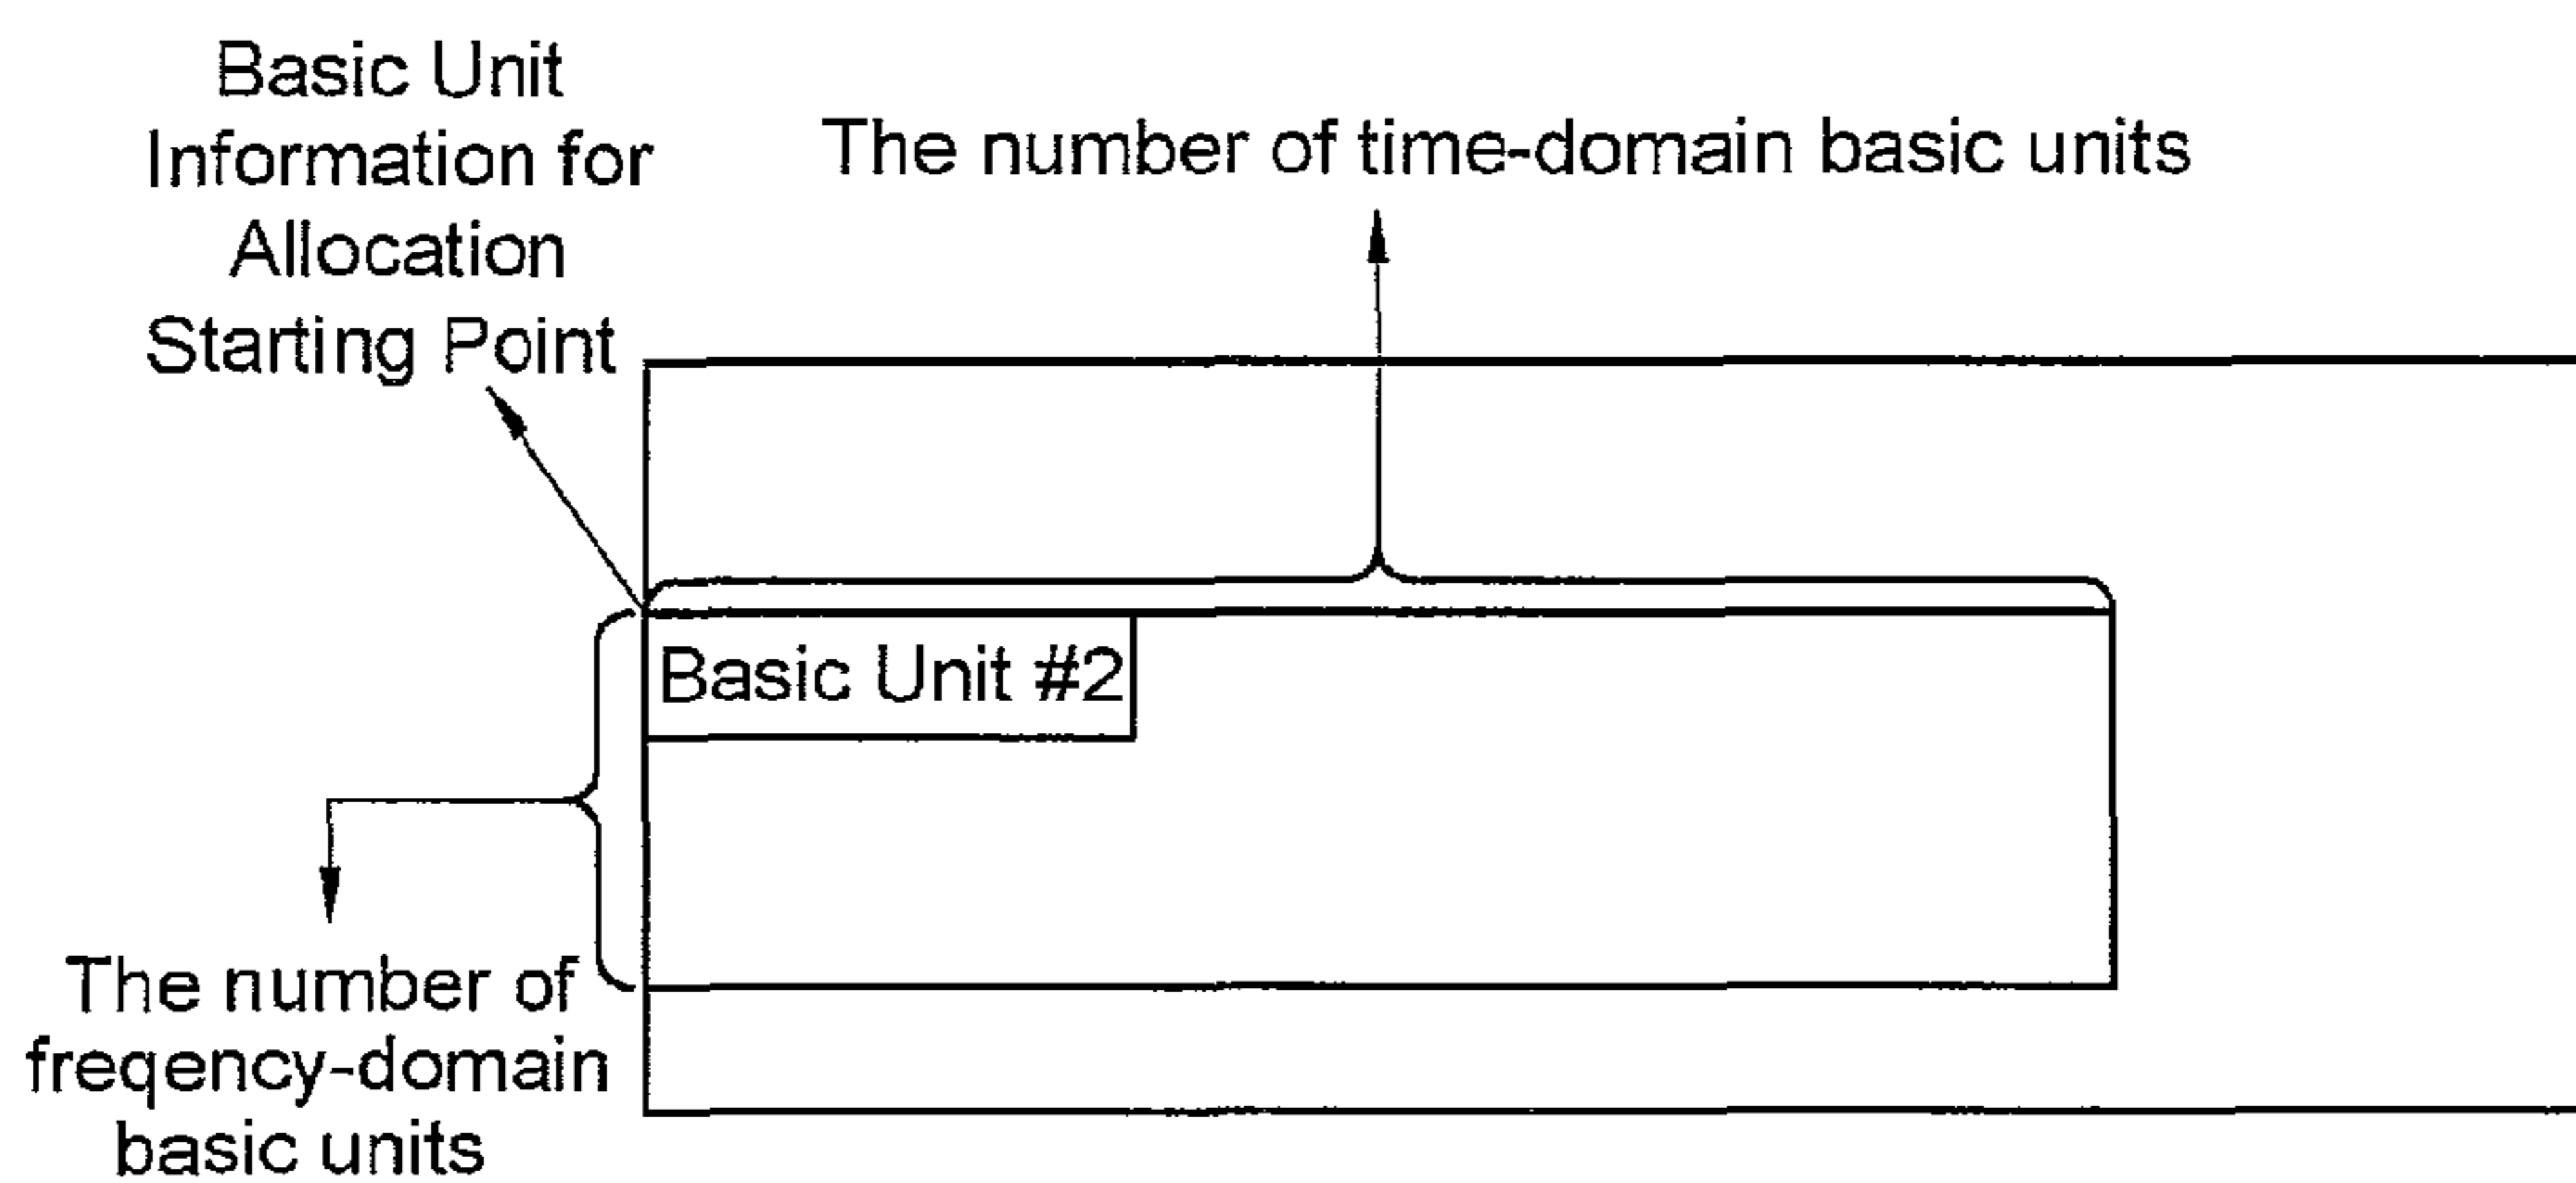 Basic Unit
Information for
Allocation
Starting Point
The number of time-domain basic units
Basic Unit #2
The number of
freqency-domain
basic units